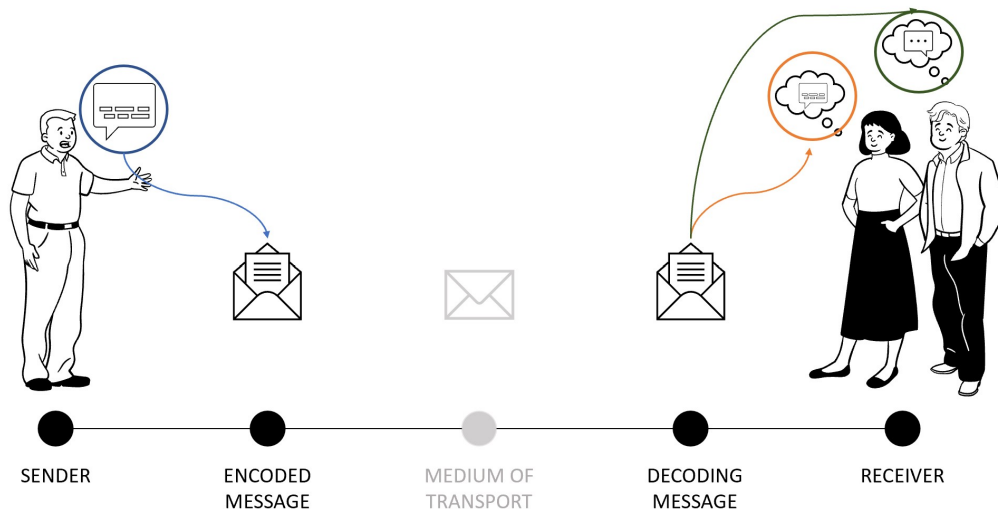 SENDER
ENCODED
MESSAGE
MEDIUM OF
TRANSPORT
DECODING
MESSAGE
RECEIVER